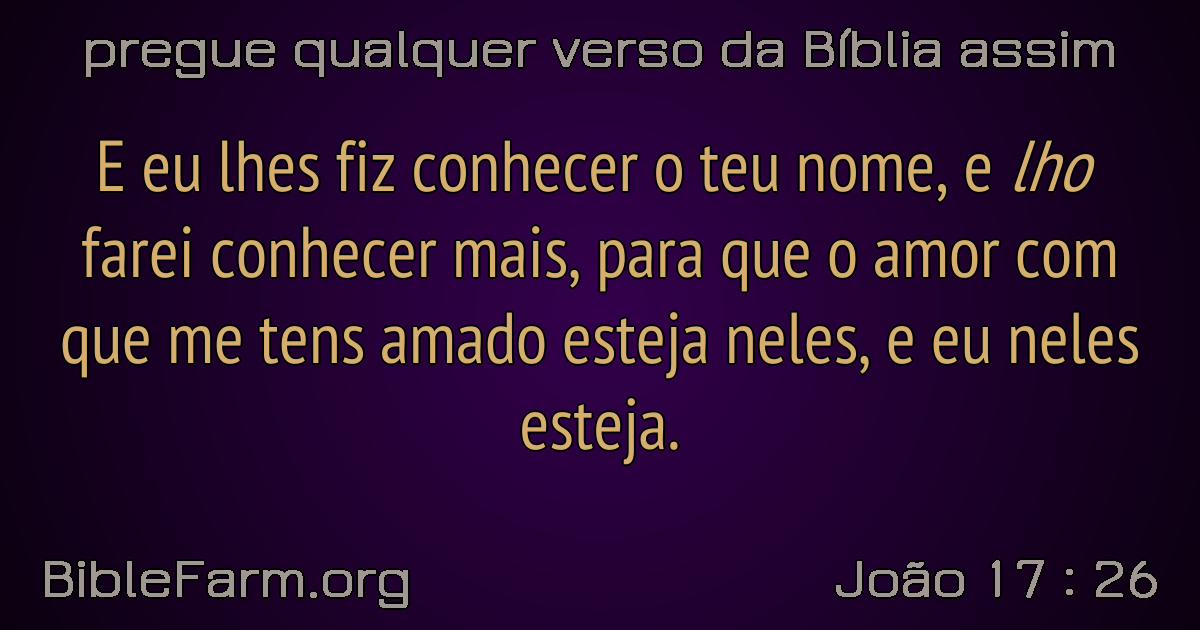 pregue qualquer verso da Bíblia assim
E eu lhes fiz conhecer o teu nome, e lho
farei conhecer mais, para que o amor com
que me tens amado esteja neles, e eu neles
esteja.
BibleFarm.org
João 17 : 26